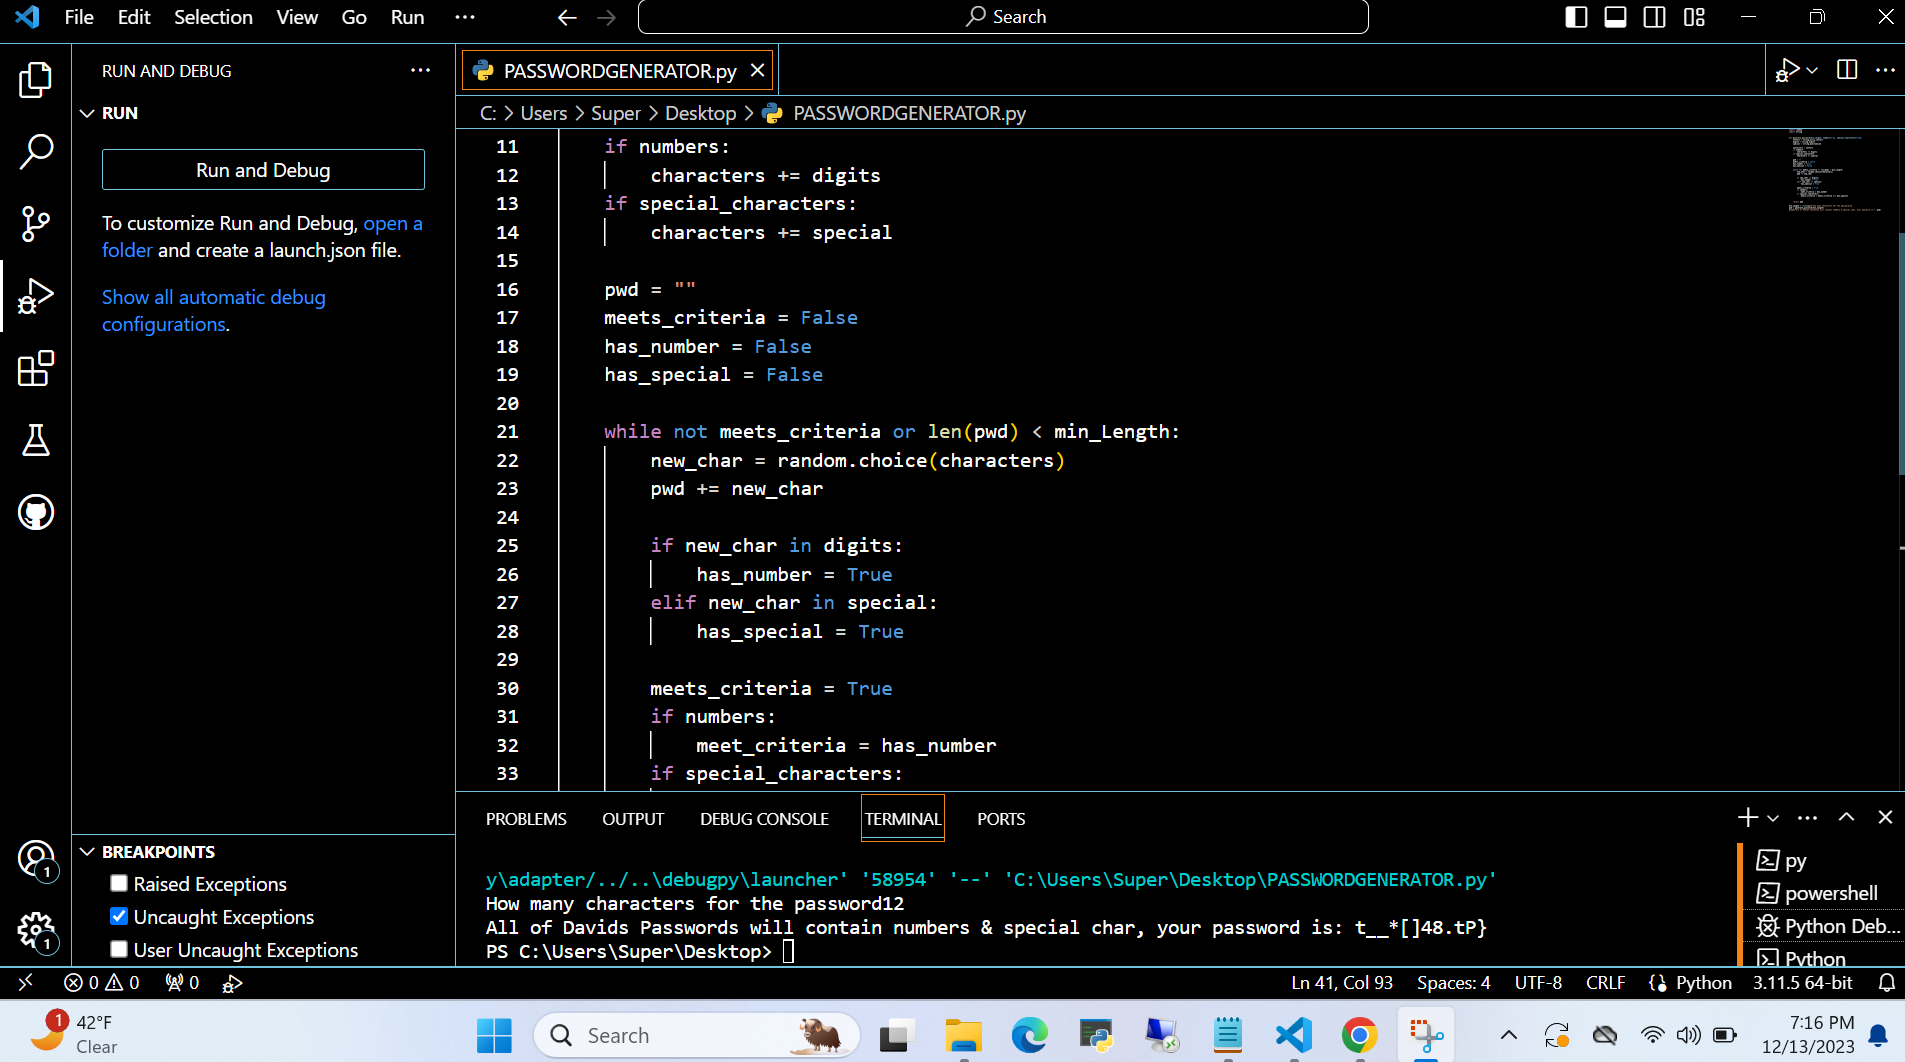 File Edit Selection View Go Run ··· Search
RUN AND DEBUG ···
RUN
Run and Debug
To customize Run and Debug, open a
folder and create a launch.json file.
Show all automatic debug
configurations.
BREAKPOINTS
Raised Exceptions
Uncaught Exceptions
User Uncaught Exceptions
1
1
PASSWORDGENERATOR.py
C: > Users > Super > Desktop > PASSWORDGENERATOR.py
11 if numbers:
12 characters += digits
13 if special_characters:
14 characters += special
15
16 pwd = ""
17 meets_criteria = False
18 has_number = False
19 has_special = False
20
21 while not meets_criteria or len(pwd) < min_Length:
22 new_char = random.choice(characters)
23 pwd += new_char
24
25 if new_char in digits:
26 has_number = True
27 elif new_char in special:
28 has_special = True
29
30 meets_criteria = True
31 if numbers:
32 meet_criteria = has_number
33 if special_characters:
PROBLEMS OUTPUT DEBUG CONSOLE TERMINAL PORTS
y\adapter/../..\debugpy\launcher' '58954' '--' 'C:\Users\Super\Desktop\PASSWORDGENERATOR.py'
How many characters for the password12
All of Davids Passwords will contain numbers & special char, your password is: t__*[]48.tP}
PS C:\Users\Super\Desktop>
py
powershell
Python Deb...
Python
0 0 0 Ln 41, Col 93 Spaces: 4 UTF-8 CRLF Python 3.11.5 64-bit
1 42°F
Clear
Search
7:16 PM
12/13/2023